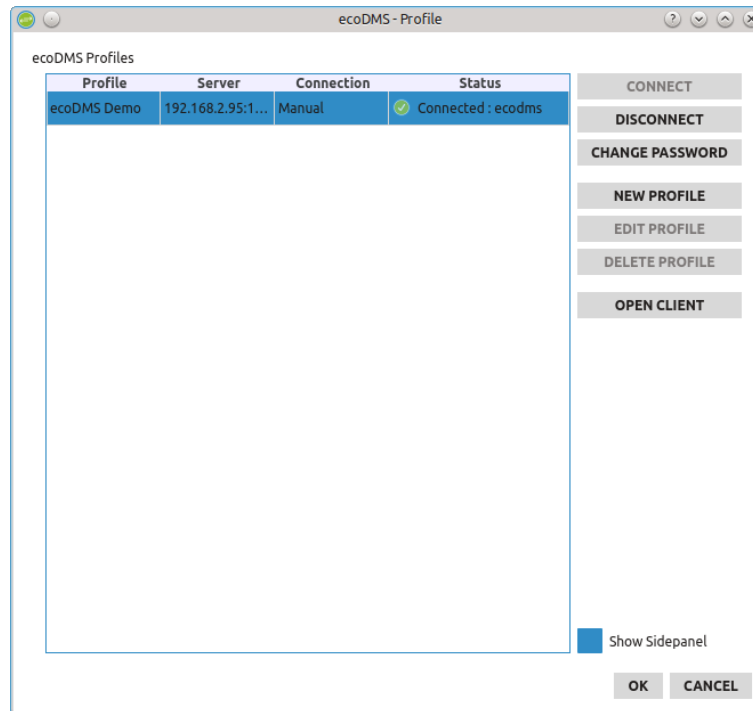 ecoDMS - Profile
ecoDMS Profiles
Profile Server Connection Status
ecoDMS Demo 192.168.2.95:1... Manual Connected : ecodms
CONNECT
DISCONNECT
CHANGE PASSWORD
NEW PROFILE
EDIT PROFILE
DELETE PROFILE
OPEN CLIENT
Show Sidepanel
OK CANCEL